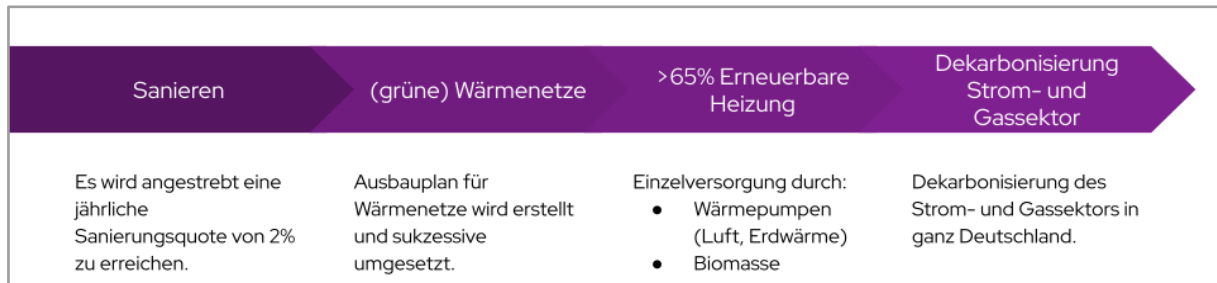 Sanieren
(grüne) Wärmenetze
>65% Erneuerbare
Heizung
Dekarbonisierung
Strom- und
Gassektor
Es wird angestrebt eine
jährliche
Sanierungsquote von 2%
zu erreichen.
Ausbauplan für
Wärmenetze wird erstellt
und sukzessive
umgesetzt.
Einzelversorgung durch:
● Wärmepumpen
(Luft, Erdwärme)
● Biomasse
Dekarbonisierung des
Strom- und Gassektors in
ganz Deutschland.